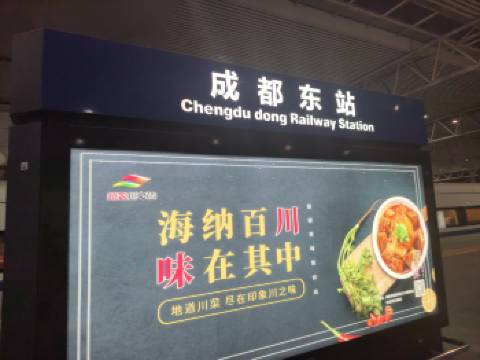 成都东站
Chengdu dong Railway Station
海纳百川
味在其中
地道川菜 尽在印象川之味